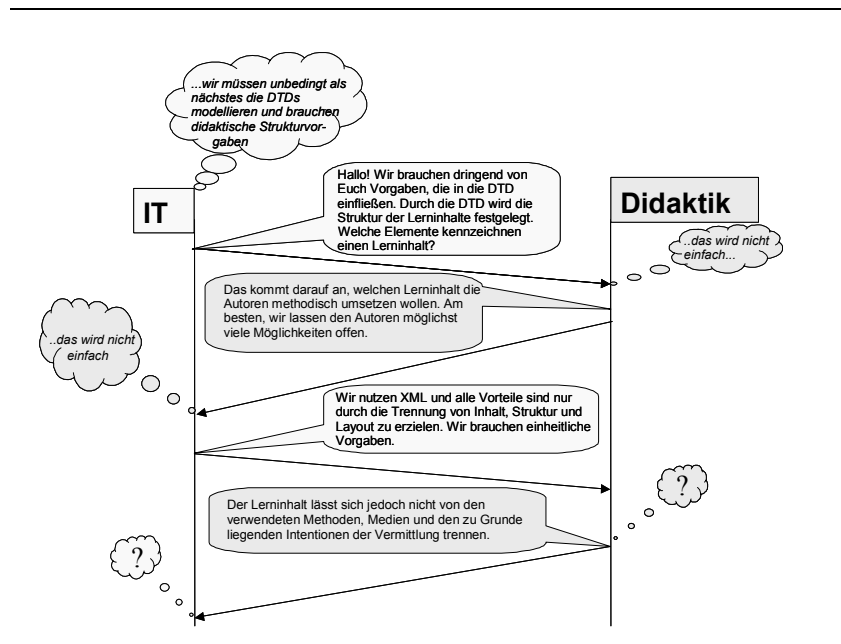 ...wir müssen unbedingt als
nächstes die DTDs
modellieren und brauchen
didaktische Strukturvor-
gaben
IT
Hallo! Wir brauchen dringend von
Euch Vorgaben, die in die DTD
einfließen. Durch die DTD wird die
Struktur der Lerninhalte festgelegt.
Welche Elemente kennzeichnen
einen Lerninhalt?
Didaktik
...das wird nicht
einfach...
Das kommt darauf an, welchen Lerninhalt die
Autoren methodisch umsetzen wollen. Am
besten, wir lassen den Autoren möglichst
viele Möglichkeiten offen.
...das wird nicht
einfach
Wir nutzen XML und alle Vorteile sind nur
durch die Trennung von Inhalt, Struktur und
Layout zu erzielen. Wir brauchen einheitliche
Vorgaben.
?
Der Lerninhalt lässt sich jedoch nicht von den
verwendeten Methoden, Medien und den zu Grunde
liegenden Intentionen der Vermittlung trennen.
?